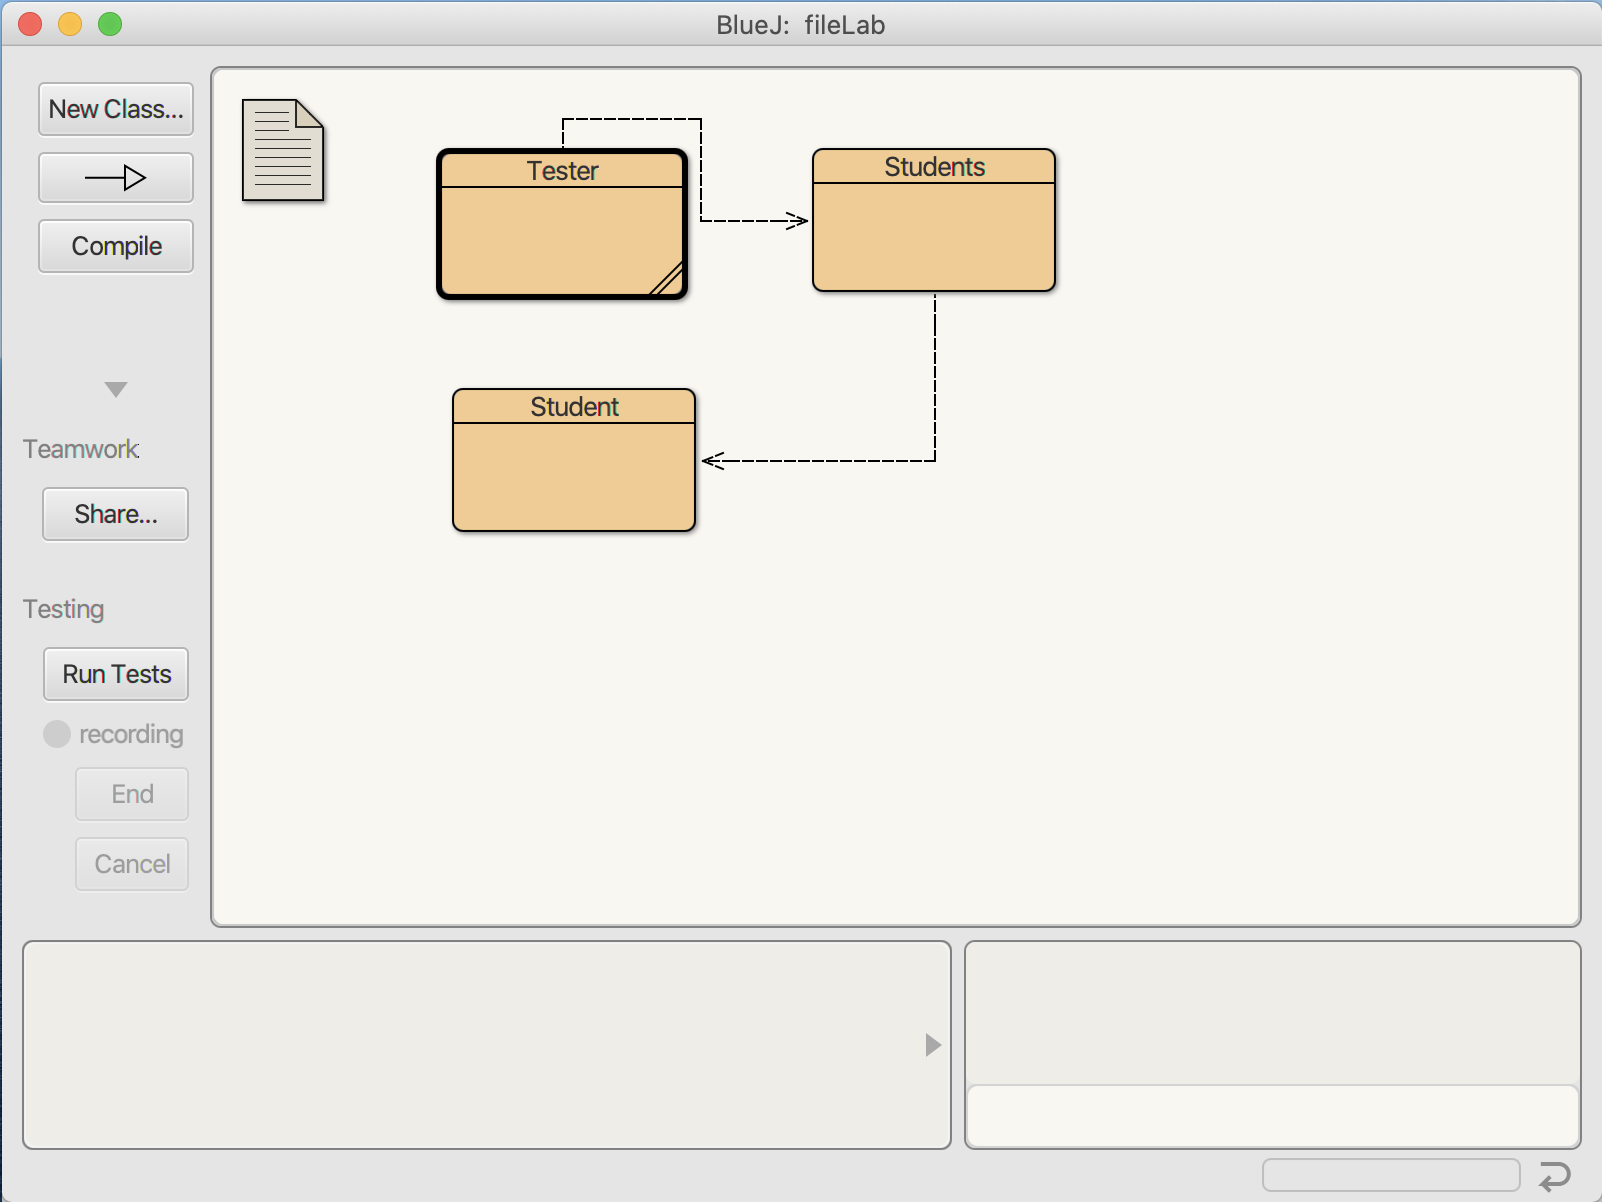 BlueJ:  fileLab
New Class...
Compile
Teamwork
Share...
Testing
Run Tests
recording
End
Cancel
Tester
Students
Student